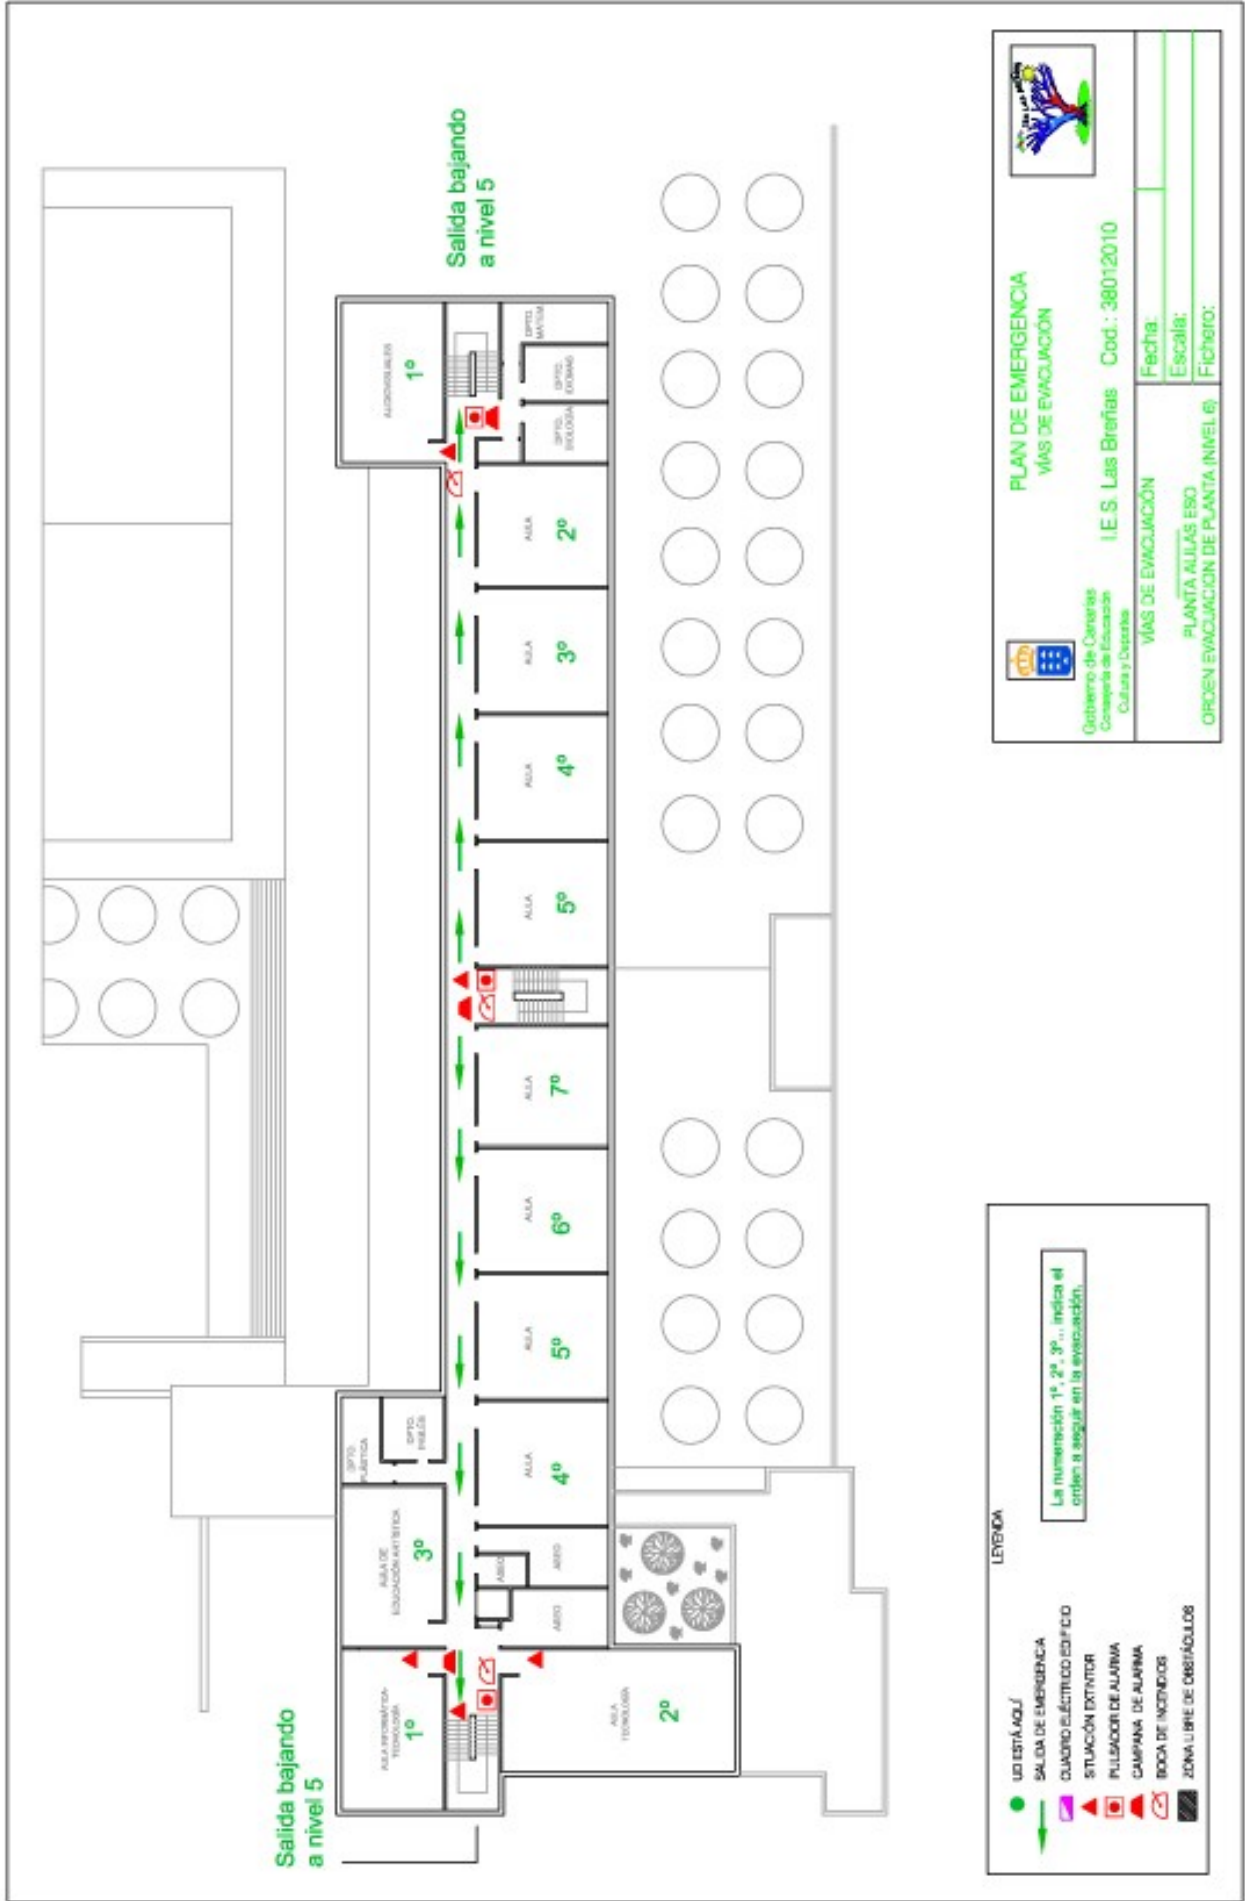 Salida bajando
a nivel 5
AUDIOVISUALES
1º
DPTO.
MATEM.
DPTO.
IDIOMAS
DPTO.
BIOLOGÍA
AULA
2º
AULA
3º
AULA
4º
AULA
5º
AULA
7º
AULA
6º
AULA
5º
AULA
4º
DPTO.
PLÁSTICA
DPTO.
INGLÉS
AULA DE
EDUCACIÓN ARTÍSTICA
3º
ASEO
ASEO
ASEO
AULA INFORMÁTICA-
TECNOLOGÍA
1º
AULA
TECNOLOGÍA
2º
Salida bajando
a nivel 5
LEYENDA
UD ESTÁ AQUÍ
SALIDA DE EMERGENCIA
CUADRO ELÉCTRICO EDIFICIO
SITUACIÓN EXTINTOR
PULSADOR DE ALARMA
CAMPANA DE ALARMA
BOCA DE INCENDIOS
ZONA LIBRE DE OBSTÁCULOS
La numeración 1º, 2º, 3º... indica el
orden a seguir en la evacuación.
PLAN DE EMERGENCIA
VÍAS DE EVACUACIÓN
Gobierno de Canarias
Consejería de Educación
Cultura y Deportes
I.E.S. Las Breñas Cod.: 38012010
VÍAS DE EVACUACIÓN
PLANTA AULAS ESO
ORDEN EVACUACION DE PLANTA (NIVEL 6)
Fecha:
Escala:
Fichero: